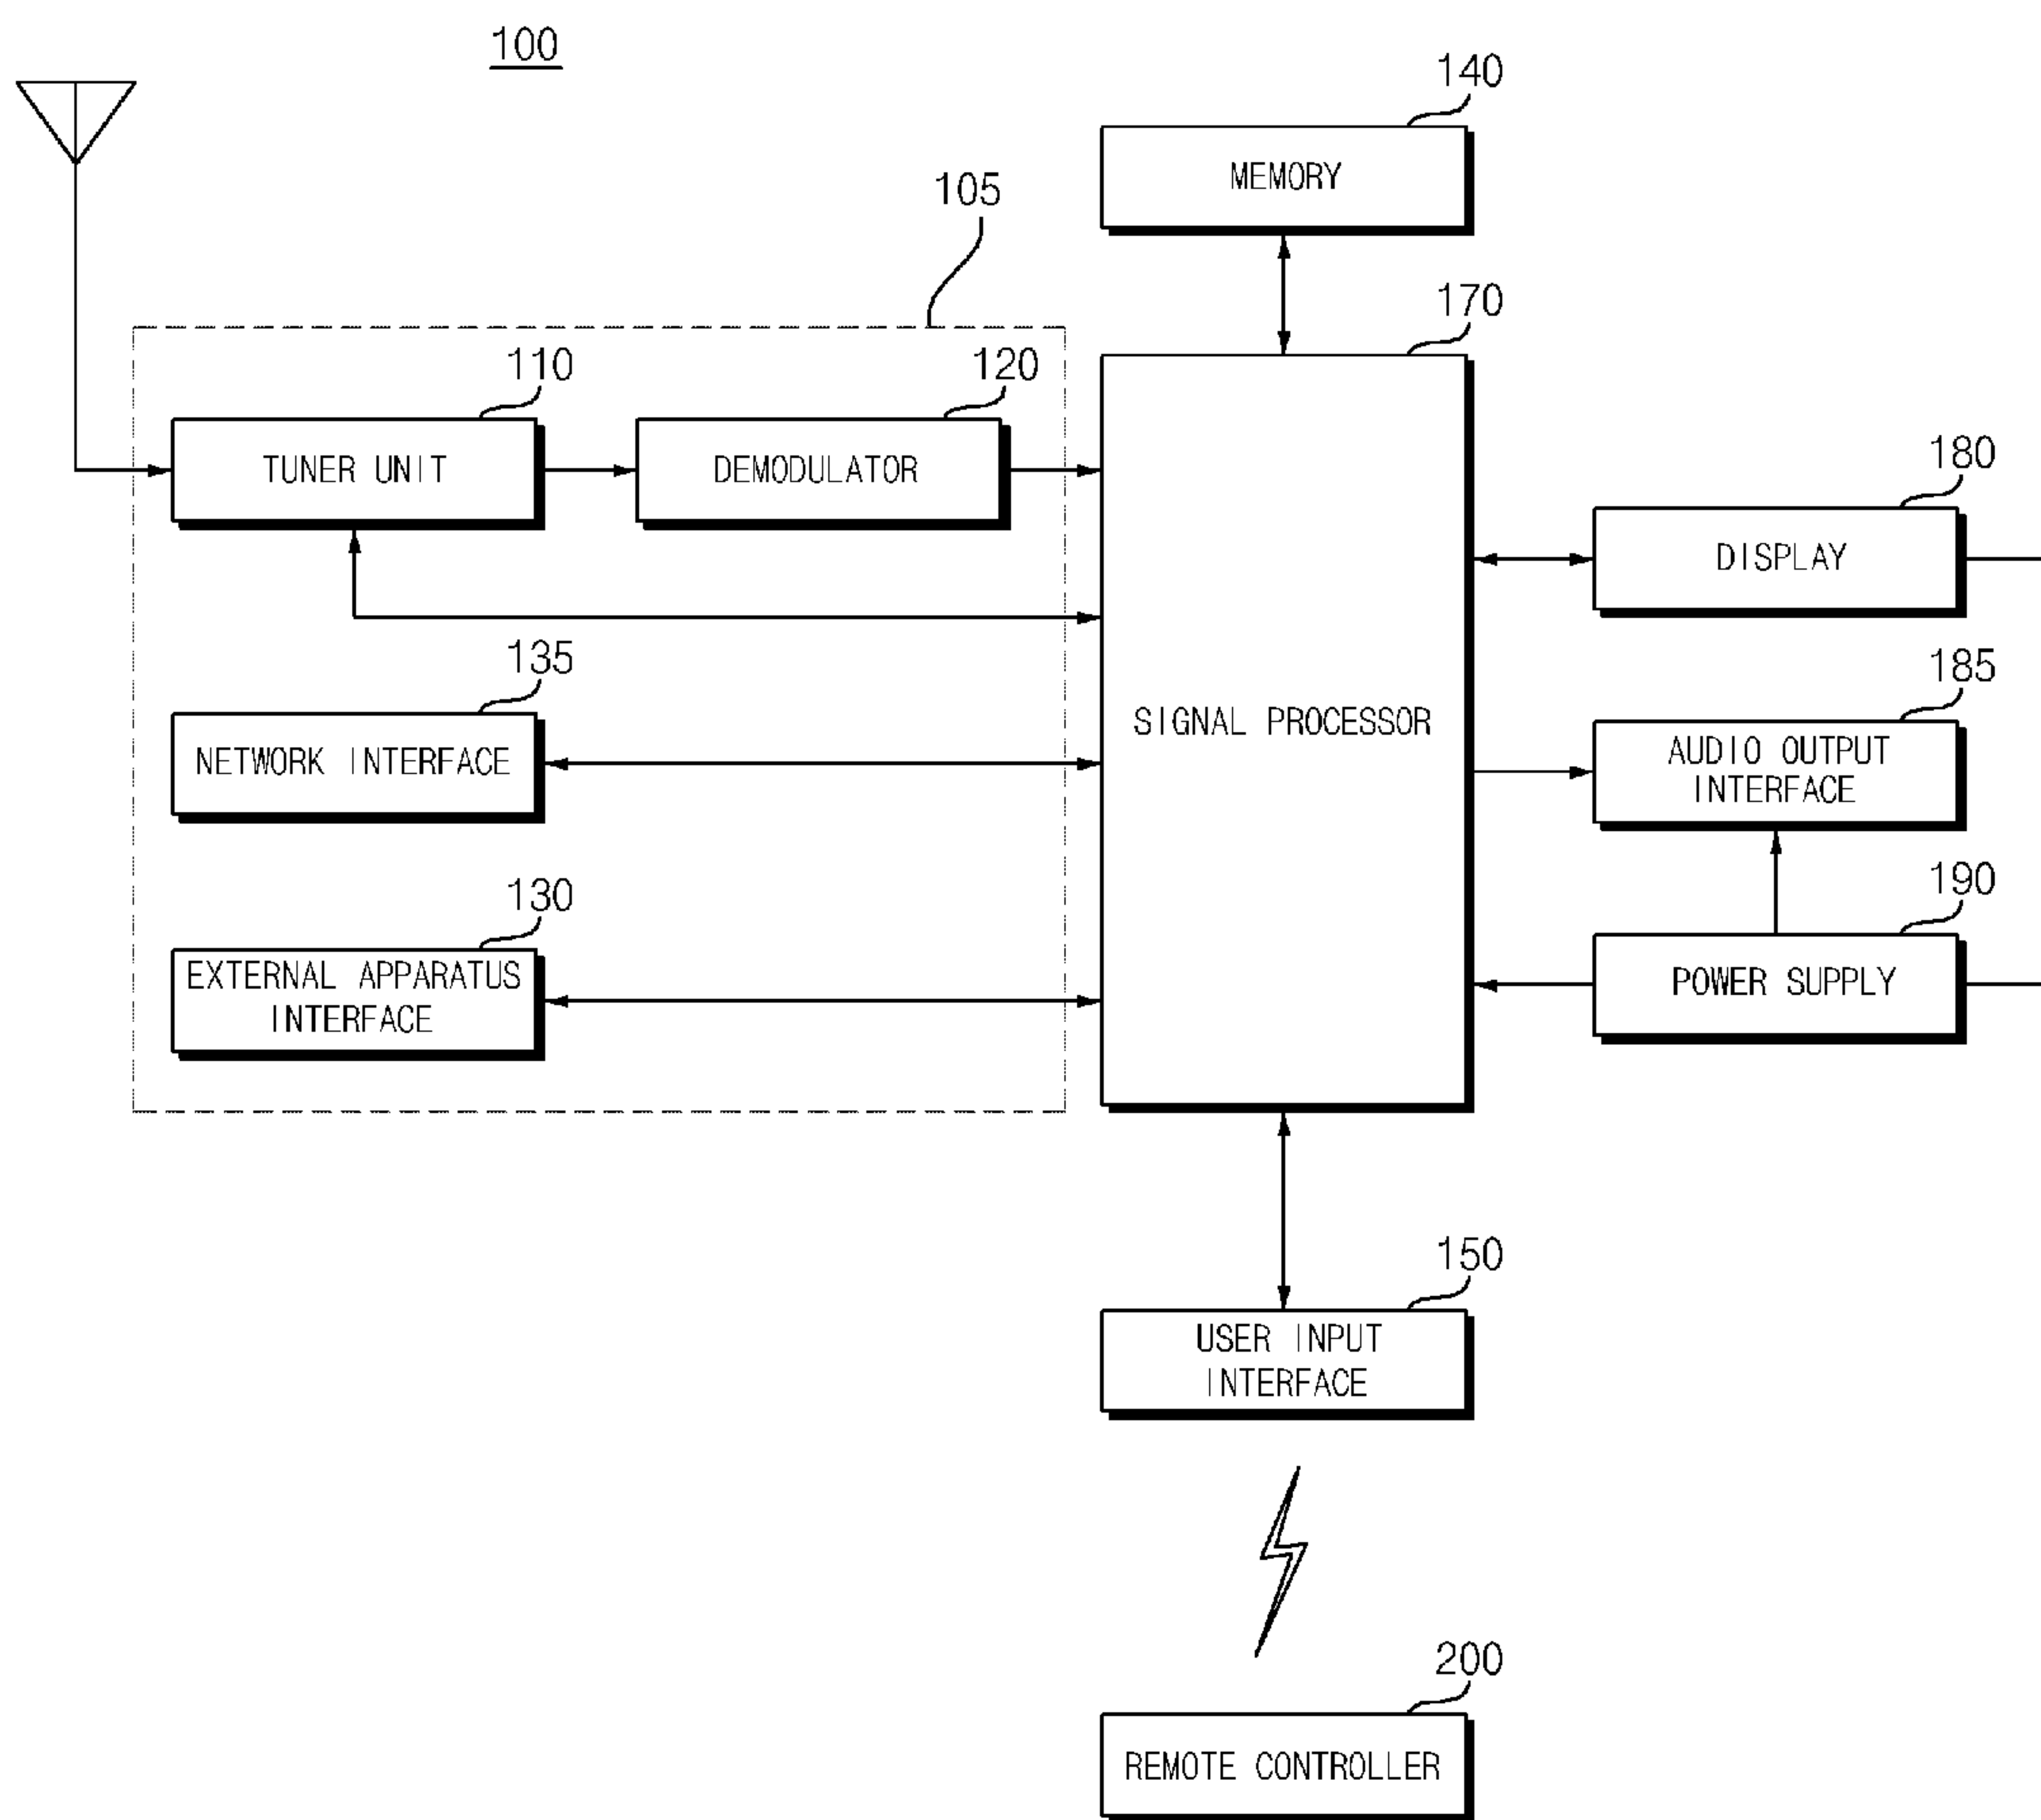 100
140
MEMORY
105
170
110
120
TUNER UNIT
DEMODULATOR
180
DISPLAY
135
NETWORK INTERFACE
SIGNAL PROCESSOR
185
AUDIO OUTPUT
INTERFACE
130
EXTERNAL APPARATUS
INTERFACE
190
POWER SUPPLY
150
USER INPUT
INTERFACE
200
REMOTE CONTROLLER